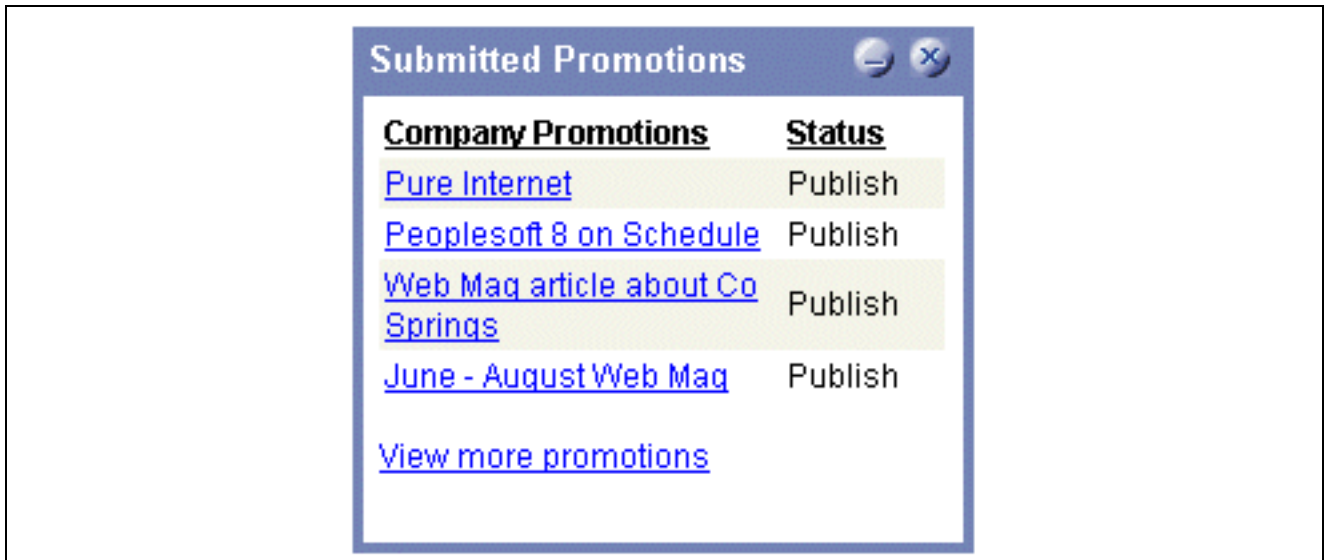 Submitted Promotions
Company Promotions Status
Pure Internet Publish
Peoplesoft 8 on Schedule Publish
Web Mag article about Co
Springs Publish
June - August Web Mag Publish
View more promotions